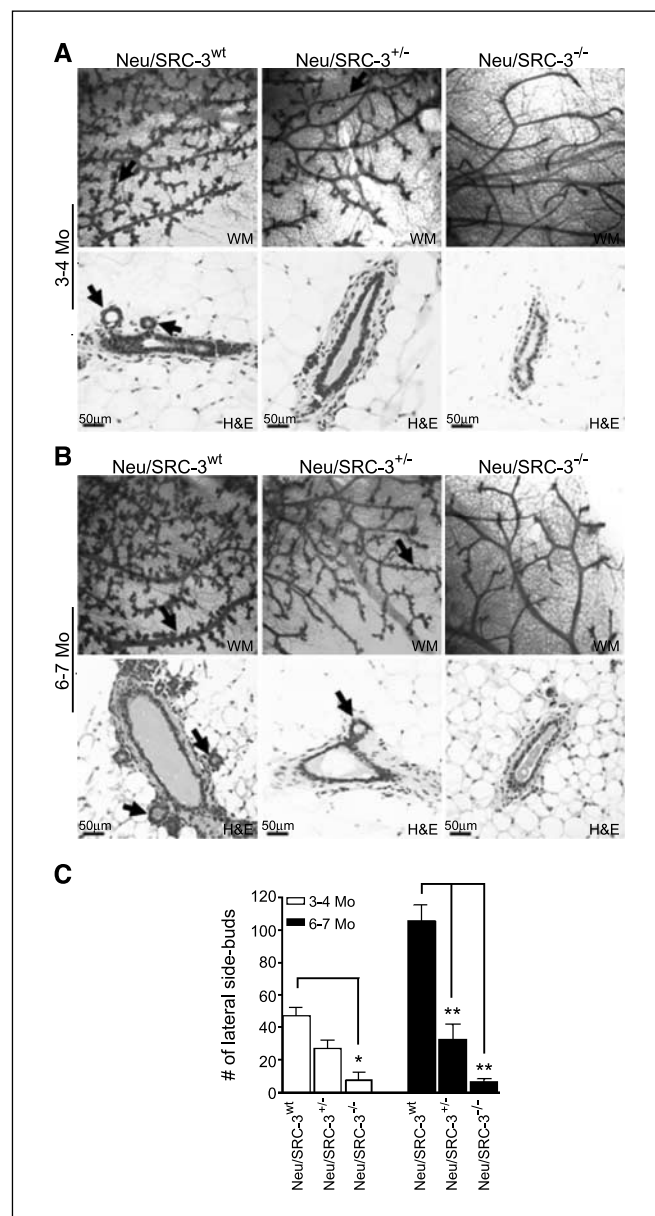 A
Neu/SRC-3wt Neu/SRC-3+/- Neu/SRC-3-/-
3-4 Mo
WM WM WM
50μm H&E 50μm H&E 50μm H&E
B
Neu/SRC-3wt Neu/SRC-3+/- Neu/SRC-3-/-
6-7 Mo
WM WM WM
50μm H&E 50μm H&E 50μm H&E
C
# of lateral side-buds
120
100
80
60
40
20
0
3-4 Mo
6-7 Mo
*
**
**
Neu/SRC-3wt
Neu/SRC-3+/-
Neu/SRC-3-/-
Neu/SRC-3wt
Neu/SRC-3+/-
Neu/SRC-3-/-